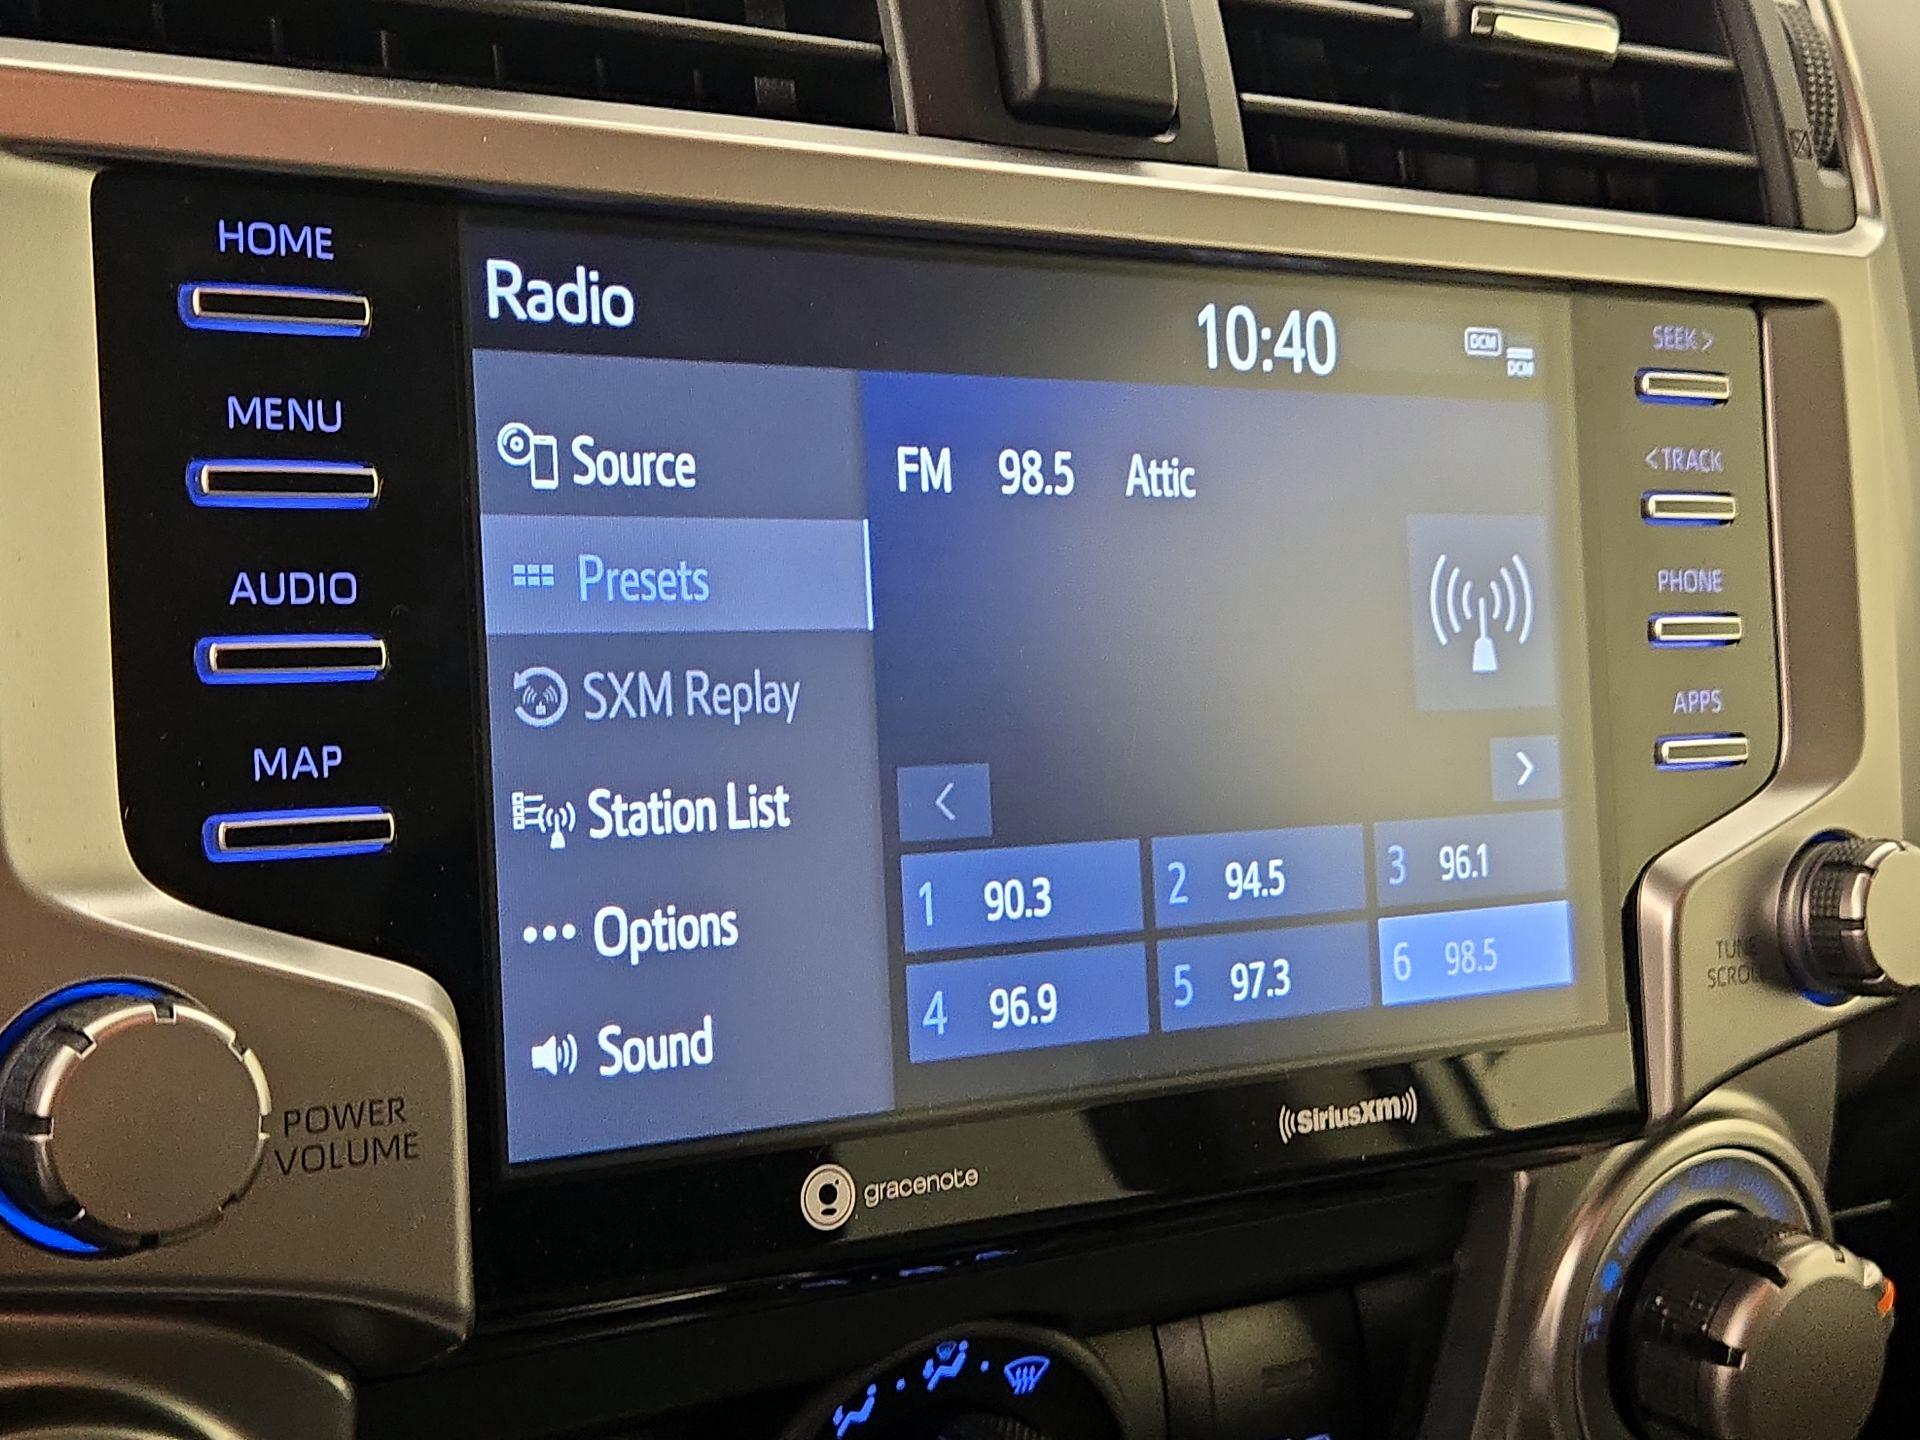 HOME
MENU
AUDIO
MAP
POWER
VOLUME
Radio
10:40
DCM
DCM
Source
Presets
SXM Replay
Station List
Options
Sound
FM 98.5 Attic
<
>
1 90.3
2 94.5
3 96.1
4 96.9
5 97.3
6 98.5
gracenote
SiriusXM
SEEK >
< TRACK
PHONE
APPS
TUNE